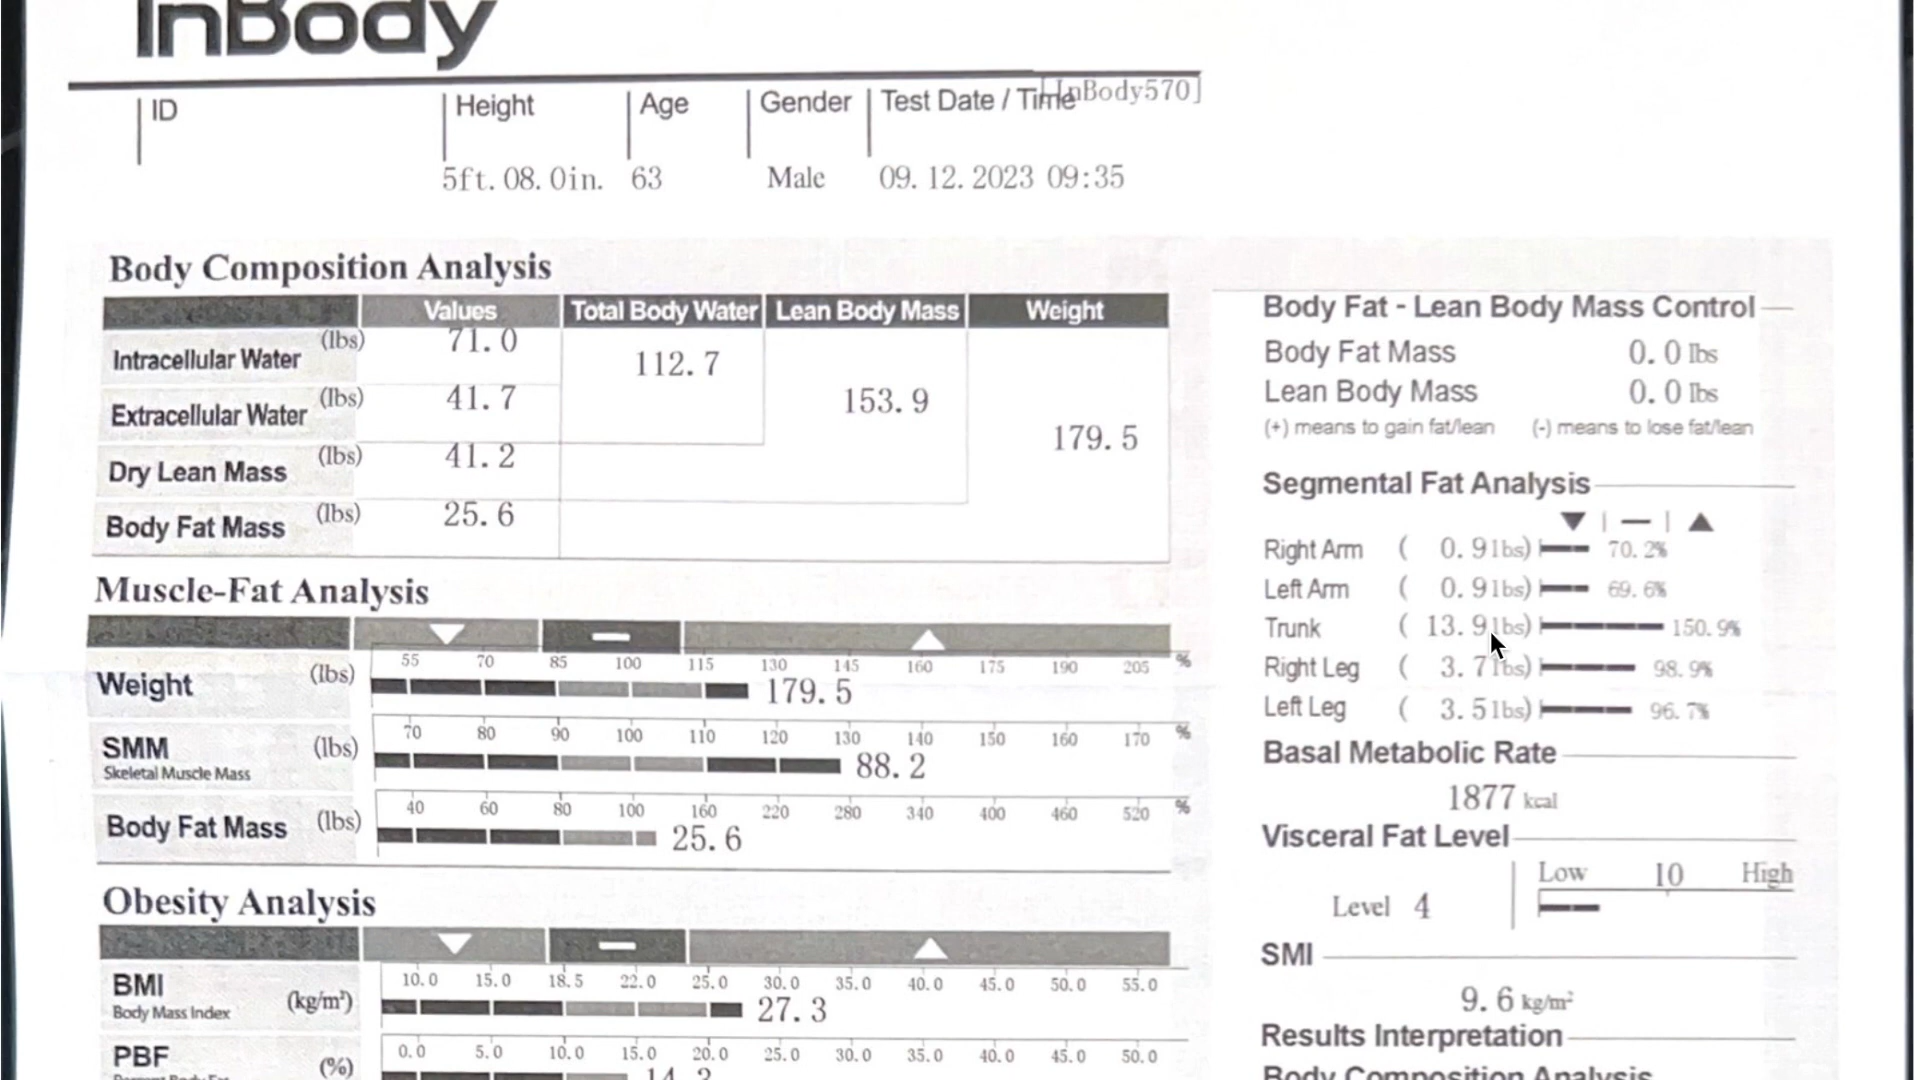 InBody
[InBody570]
ID Height Age Gender Test Date / Time
5ft. 08. 0in. 63 Male 09. 12. 2023 09:35
Body Composition Analysis
Values Total Body Water Lean Body Mass Weight
Intracellular Water (lbs) 71. 0 112. 7 153. 9 179. 5
Extracellular Water (lbs) 41. 7
Dry Lean Mass (lbs) 41. 2
Body Fat Mass (lbs) 25. 6
Muscle-Fat Analysis
55 70 85 100 115 130 145 160 175 190 205 %
Weight (lbs) 179. 5
70 80 90 100 110 120 130 140 150 160 170 %
SMM (lbs) 88. 2
Skeletal Muscle Mass
40 60 80 100 160 220 280 340 400 460 520 %
Body Fat Mass (lbs) 25. 6
Obesity Analysis
10. 0 15. 0 18. 5 22. 0 25. 0 30. 0 35. 0 40. 0 45. 0 50. 0 55. 0
BMI (kg/m²) 27. 3
Body Mass Index
0. 0 5. 0 10. 0 15. 0 20. 0 25. 0 30. 0 35. 0 40. 0 45. 0 50. 0
PBF (%)
Body Fat - Lean Body Mass Control
Body Fat Mass 0. 0 lbs
Lean Body Mass 0. 0 lbs
(+) means to gain fat/lean (-) means to lose fat/lean
Segmental Fat Analysis
Right Arm ( 0. 9 lbs) 70. 2%
Left Arm ( 0. 9 lbs) 69. 6%
Trunk ( 13. 9 lbs) 150. 9%
Right Leg ( 3. 7 lbs) 98. 9%
Left Leg ( 3. 5 lbs) 96. 7%
Basal Metabolic Rate
1877 kcal
Visceral Fat Level
Low 10 High
Level 4
SMI
9. 6 kg/m²
Results Interpretation
Body Composition Analysis